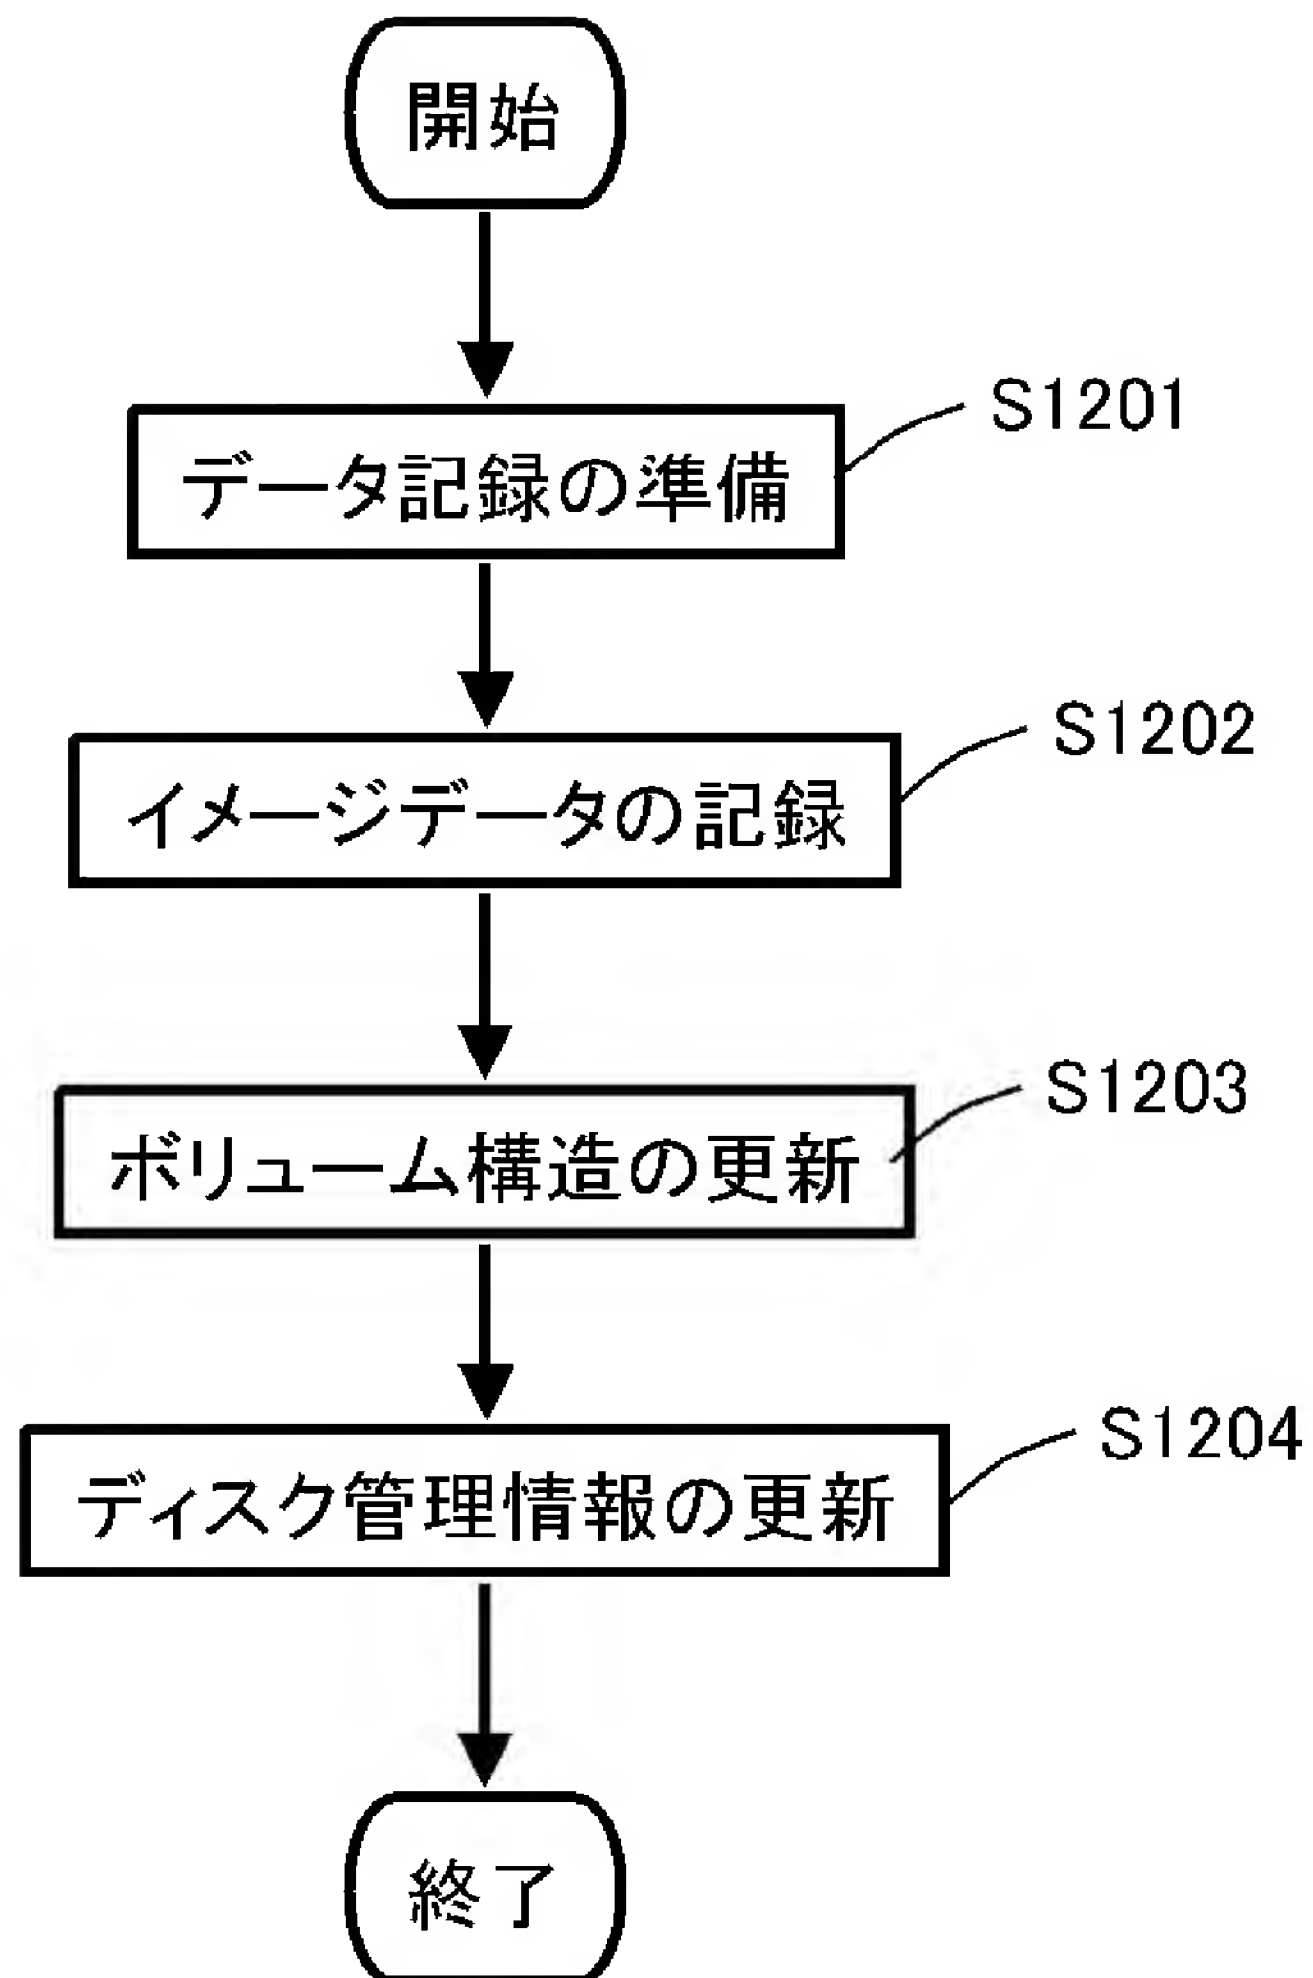 開始
S1201
データ記録の準備
S1202
イメージデータの記録
S1203
ボリューム構造の更新
S1204
ディスク管理情報の更新
終了